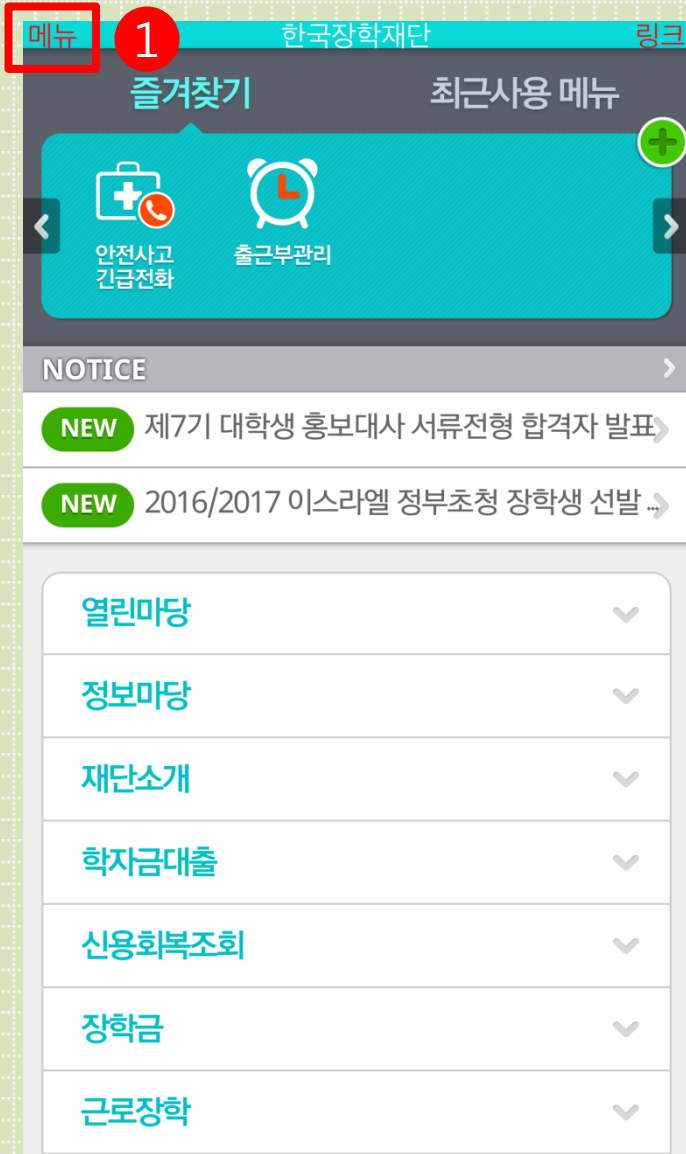 메뉴 1 한국장학재단 링크
즐겨찾기 최근사용 메뉴
안전사고 출근부관리
긴급전화
NOTICE
NEW 제7기 대학생 홍보대사 서류전형 합격자 발표
NEW 2016/2017 이스라엘 정부초청 장학생 선발 ...
열린마당
정보마당
재단소개
학자금대출
신용회복조회
장학금
근로장학